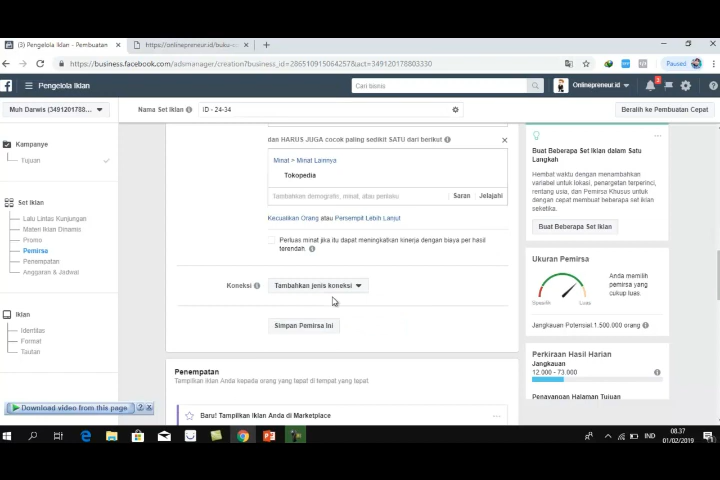 (3) Pengelola Iklan - Pembuatan
https://onlinepreneur.id/buku-
https://business.facebook.com/adsmanager/creation?business_id=286510915064257&act=3491201788033​30
Paused
Pengelola Iklan
Cari bisnis
Onlinepreneur.id
Muh Darwis (3491201788...
Nama Set Iklan
ID - 24-34
Beralih ke Pembuatan Cepat
Kampanye
Tujuan
Set Iklan
Lalu Lintas Kunjungan
Materi Iklan Dinamis
Promo
Pemirsa
Penempatan
Anggaran & Jadwal
Iklan
Identitas
Format
Tautan
dan HARUS JUGA cocok paling sedikit SATU dari berikut
Minat > Minat Lainnya
Tokopedia
Tambahkan demografis, minat, atau perilaku
Saran
Jelajahi
Kecualikan Orang atau Persempit Lebih Lanjut
Perluas minat jika itu dapat meningkatkan kinerja dengan biaya per hasil
terendah.
Koneksi
Tambahkan jenis koneksi
Simpan Pemirsa Ini
Penempatan
Tampilkan iklan Anda kepada orang yang tepat di tempat yang tepat
Baru! Tampilkan Iklan Anda di Marketplace
Buat Beberapa Set Iklan dalam Satu
Langkah
Hemat waktu dengan menambahkan
variabel untuk lokasi, penargetan terperinci,
rentang usia, dan Pemirsa Khusus untuk
dengan cepat membuat beberapa set iklan
seketika.
Buat Beberapa Set Iklan
Ukuran Pemirsa
Anda memilih
pemirsa yang
cukup luas.
Spesifik
Luas
Jangkauan Potensial 1.500.000 orang
Perkiraan Hasil Harian
Jangkauan
12.000 - 73.000
Penayangan Halaman Tujuan
Download video from this page
IND
08.37
01/02/2019